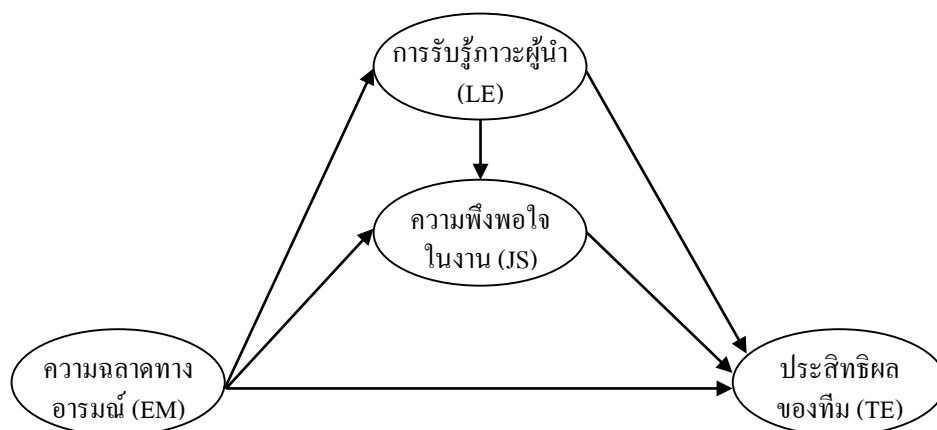 การรับรู้ภาวะผู้นำ
(LE)
ความพึงพอใจ
ในงาน (JS)
ความฉลาดทาง
อารมณ์ (EM)
ประสิทธิผล
ของทีม (TE)